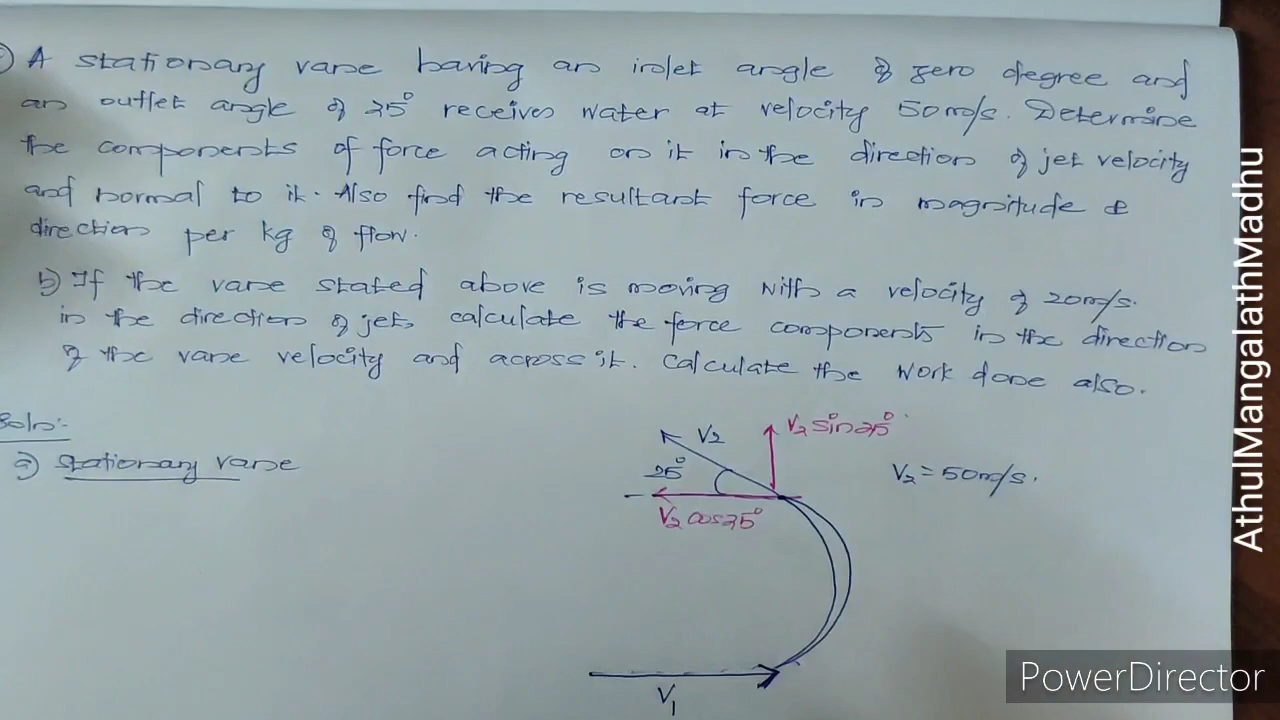 A stationary vane having an inlet angle of zero degree and
an outlet angle of 25° receives water at velocity 50m/s. Determine
the components of force acting on it in the direction of jet velocity
and normal to it. Also find the resultant force in magnitude &
direction per kg of flow.
b) If the vane stated above is moving with a velocity of 20m/s.
in the direction of jet, calculate the force components in the direction
of the vane velocity and across it. Calculate the work done also.
Soln:-
a) stationary vane
V2
V2 sin25°
25°
V2 = 50m/s.
V2 cos25°
V1
AthulMangalathMadhu
PowerDirector